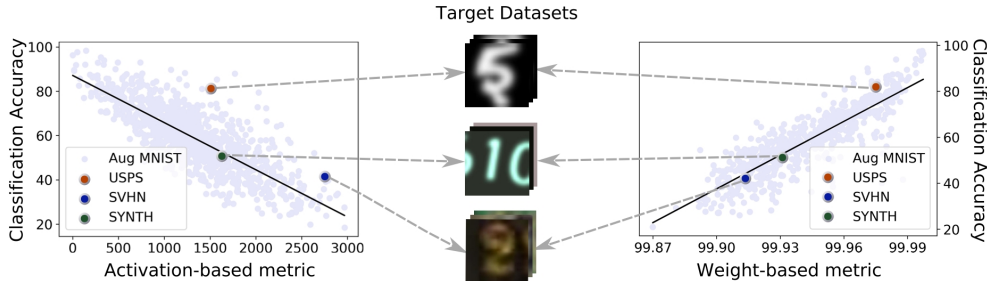 Target Datasets
Classification Accuracy
100
80
60
40
20
Aug MNIST
USPS
SVHN
SYNTH
0 500 1000 1500 2000 2500 3000
Activation-based metric
5
510
Aug MNIST
USPS
SVHN
SYNTH
99.87 99.90 99.93 99.96 99.99
Weight-based metric
100
80
60
40
20
Classification Accuracy